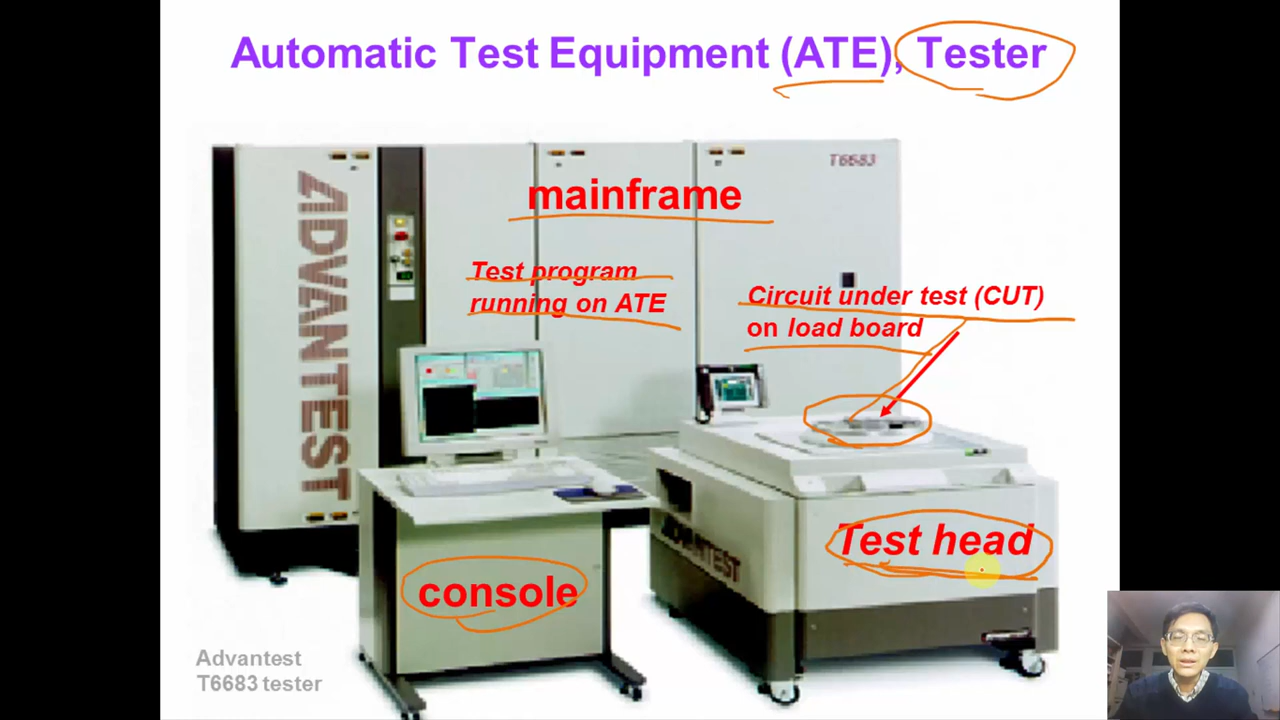 Automatic Test Equipment (ATE), Tester
ADVANTEST
T6683
mainframe
Test program
running on ATE
Circuit under test (CUT)
on load board
ADVANTEST
Test head
console
Advantest
T6683 tester